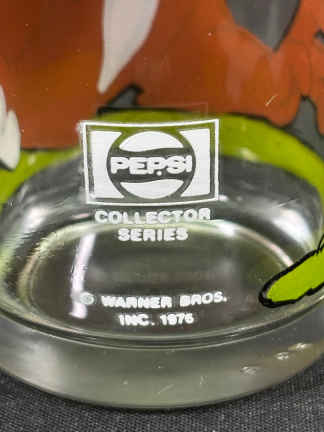 PEPSI
COLLECTOR
SERIES
© WARNER BROS.
INC. 1976